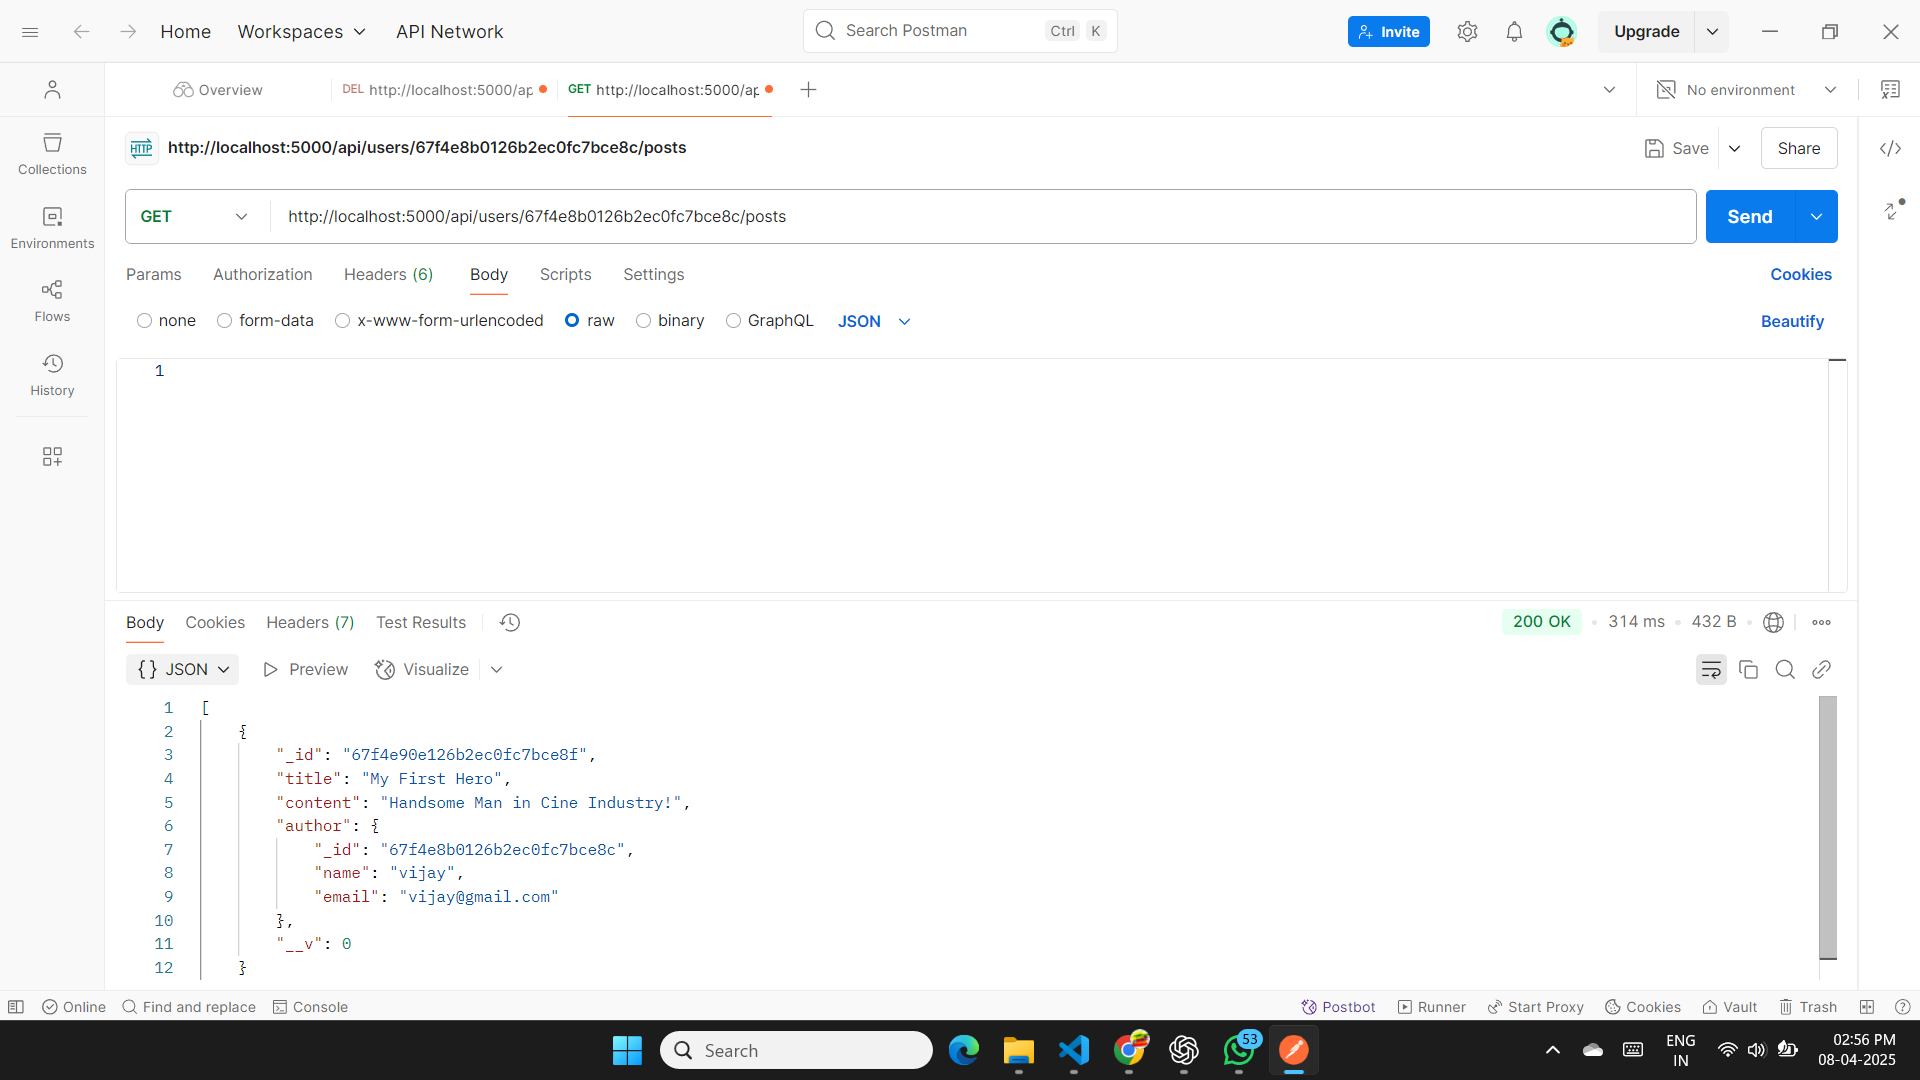 Home Workspaces API Network Search Postman Ctrl K Invite Upgrade
Overview DEL http://localhost:5000/ap GET http://localhost:5000/ap No environment
HTTP http://localhost:5000/api/users/67f4e8b0126b2ec0fc7bce8c/posts Save Share
GET http://localhost:5000/api/users/67f4e8b0126b2ec0fc7bce8c/posts Send
Collections
Environments
Flows
History
Params Authorization Headers (6) Body Scripts Settings Cookies
none form-data x-www-form-urlencoded raw binary GraphQL JSON Beautify
1
Body Cookies Headers (7) Test Results 200 OK 314 ms 432 B
{} JSON Preview Visualize
1 [
2 {
3 "_id": "67f4e90e126b2ec0fc7bce8f",
4 "title": "My First Hero",
5 "content": "Handsome Man in Cine Industry!",
6 "author": {
7 "_id": "67f4e8b0126b2ec0fc7bce8c",
8 "name": "vijay",
9 "email": "vijay@gmail.com"
10 },
11 "__v": 0
12 }
Online Find and replace Console Postbot Runner Start Proxy Cookies Vault Trash
Search 53 ENG IN 02:56 PM
08-04-2025